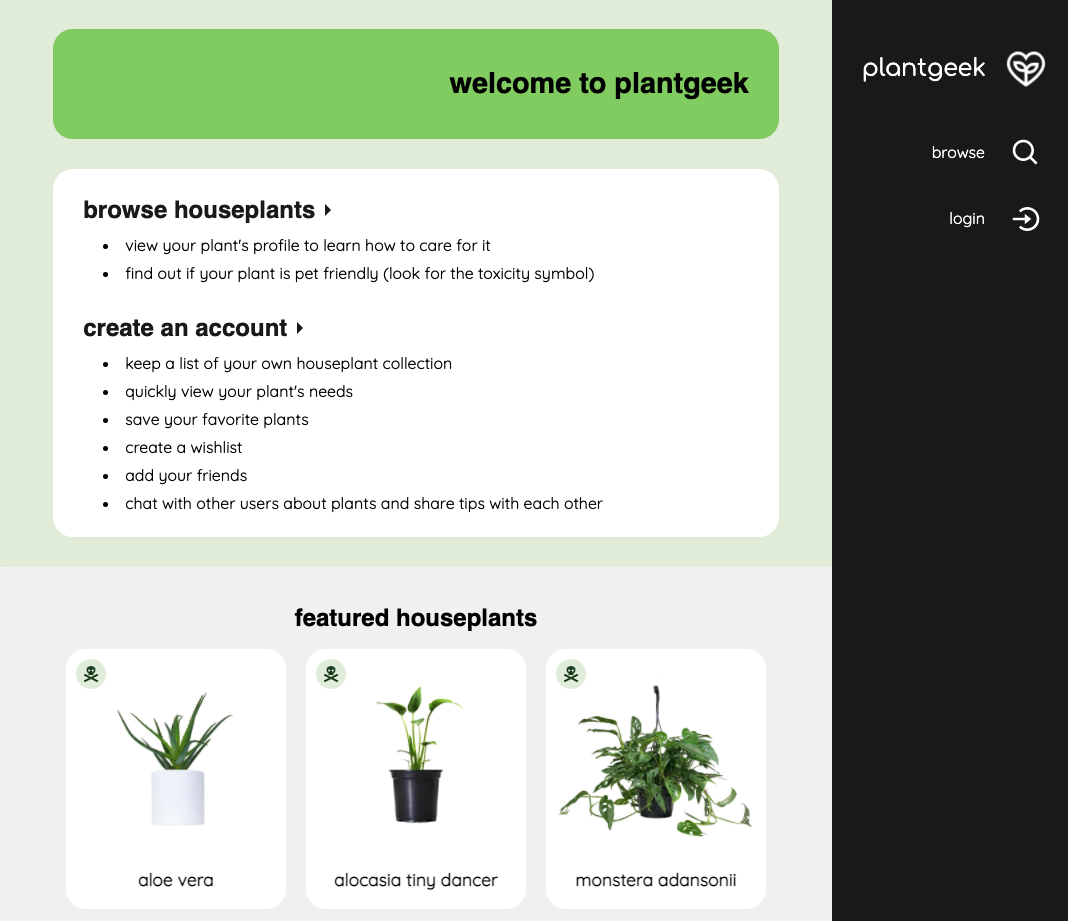 welcome to plantgeek
browse houseplants
view your plant's profile to learn how to care for it
find out if your plant is pet friendly (look for the toxicity symbol)
create an account
keep a list of your own houseplant collection
quickly view your plant's needs
save your favorite plants
create a wishlist
add your friends
chat with other users about plants and share tips with each other
featured houseplants
aloe vera
alocasia tiny dancer
monstera adansonii
plantgeek
browse
login